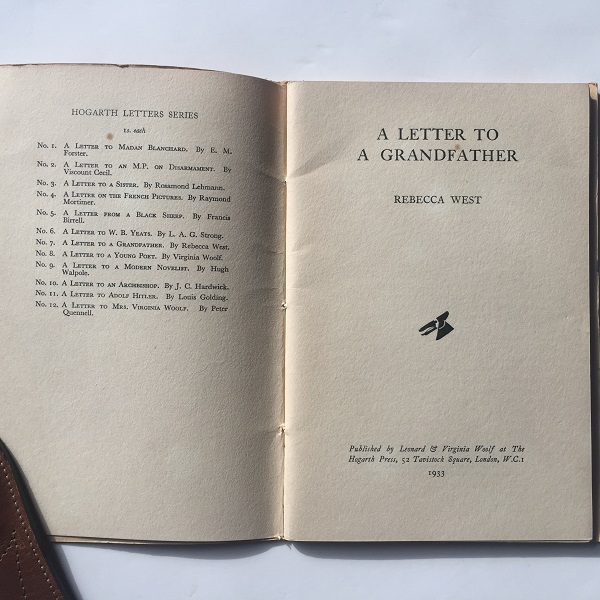 HOGARTH LETTERS SERIES
1s. each
No. 1. A Letter to Madan Blanchard. By E. M.
Forster.
No. 2. A Letter to an M.P. on Disarmament. By
Viscount Cecil.
No. 3. A Letter to a Sister. By Rosamond Lehmann.
No. 4. A Letter on the French Pictures. By Raymond
Mortimer.
No. 5. A Letter from a Black Sheep. By Francis
Birrell.
No. 6. A Letter to W. B. Yeats. By L. A. G. Strong.
No. 7. A Letter to a Grandfather. By Rebecca West.
No. 8. A Letter to a Young Poet. By Virginia Woolf.
No. 9. A Letter to a Modern Novelist. By Hugh
Walpole.
No. 10. A Letter to an Archbishop. By J. C. Hardwick.
No. 11. A Letter to Adolf Hitler. By Louis Golding.
No. 12. A Letter to Mrs. Virginia Woolf. By Peter
Quennell.
A LETTER TO
A GRANDFATHER
REBECCA WEST
Published by Leonard & Virginia Woolf at The
Hogarth Press, 52 Tavistock Square, London, W.C.1
1933